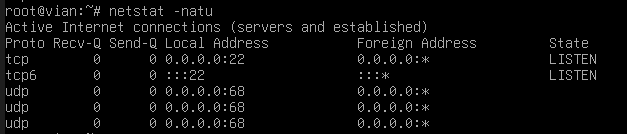 root@vian:~# netstat -natu
Active Internet connections (servers and established)
Proto Recv-Q Send-Q Local Address           Foreign Address         State
tcp        0      0 0.0.0.0:22              0.0.0.0:*               LISTEN
tcp6       0      0 :::22                   :::*                    LISTEN
udp        0      0 0.0.0.0:68              0.0.0.0:*
udp        0      0 0.0.0.0:68              0.0.0.0:*
udp        0      0 0.0.0.0:68              0.0.0.0:*